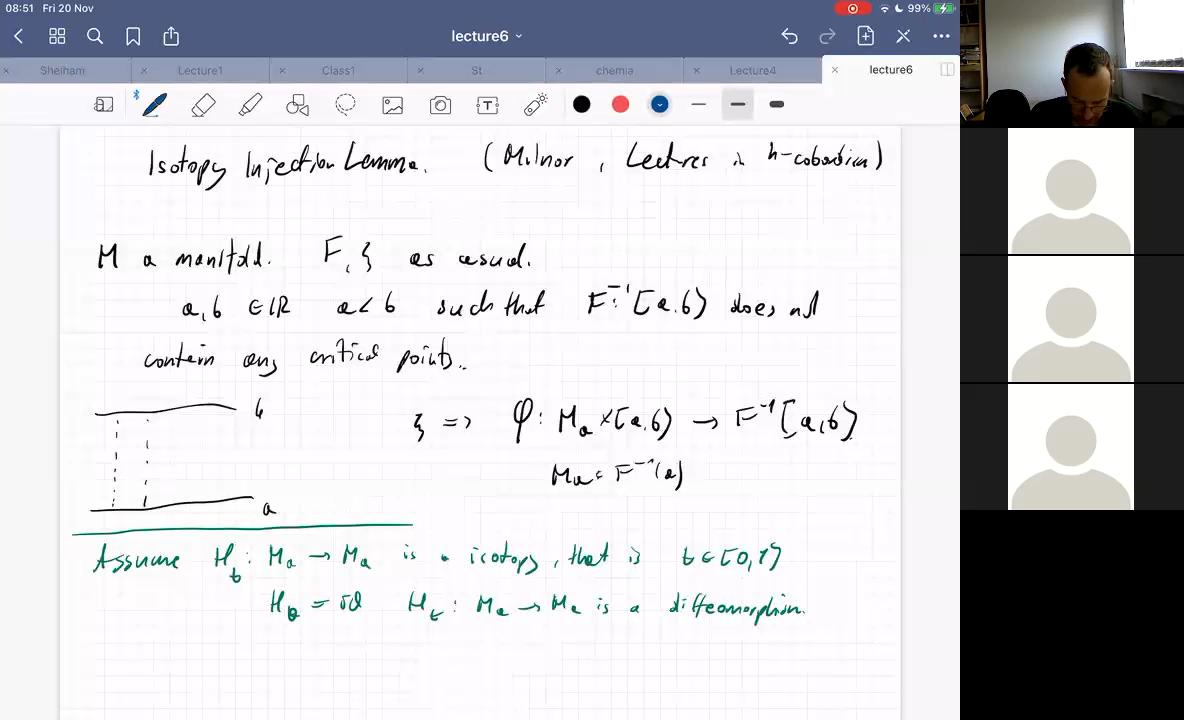 08:51 Fri 20 Nov
99%
lecture6
Sheiham
Lecture1
Class1
St
chemia
Lecture4
lecture6
Isotopy Injection Lemma. (Milnor, Lectures in h-cobordism)
M a manifold. F, ξ as usual.
a,b ∈ IR a < b such that F⁻¹[a,b] does not
contain any critical points.
b
ξ => φ: Ma × [a,b] → F⁻¹[a,b]
Ma = F⁻¹(a)
a
Assume Ht: Ma → Ma is a isotopy, that is t ∈ [0,1]
H0 = id Ht: Ma → Ma is a diffeomorphism.